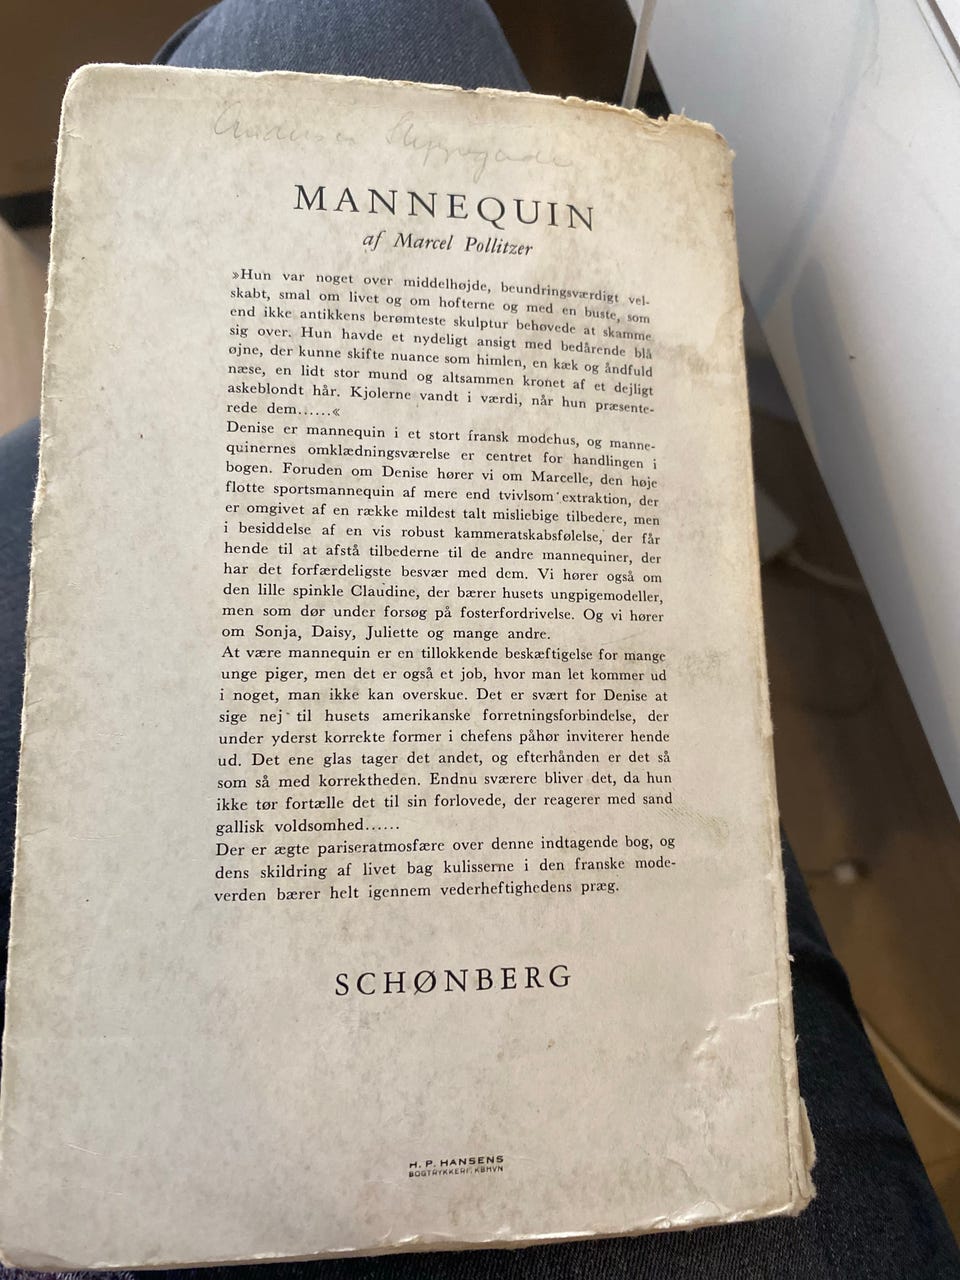 MANNEQUIN
af Marcel Pollitzer
»Hun var noget over middelhøjde, beundringsværdigt vel-
skabt, smal om livet og om hofterne og med en buste, som
end ikke antikkens berømteste skulptur behøvede at skamme
sig over. Hun havde et nydeligt ansigt med bedårende blå
øjne, der kunne skifte nuance som himlen, en kæk og åndfuld
næse, en lidt stor mund og altsammen kronet af et dejligt
askeblondt hår. Kjolerne vandt i værdi, når hun præsente-
rede dem......«
Denise er mannequin i et stort fransk modehus, og manne-
quinernes omklædningsværelse er centret for handlingen i
bogen. Foruden om Denise hører vi om Marcelle, den høje
flotte sportsmannequin af mere end tvivlsom extraktion, der
er omgivet af en række mildest talt misliebige tilbedere, men
i besiddelse af en vis robust kammeratskabsfølelse, der får
hende til at afstå tilbederne til de andre mannequiner, der
har det forfærdeligste besvær med dem. Vi hører også om
den lille spinkle Claudine, der bærer husets ungpigemodeller,
men som dør under forsøg på fosterfordrivelse. Og vi hører
om Sonja, Daisy, Juliette og mange andre.
At være mannequin er en tillokkende beskæftigelse for mange
unge piger, men det er også et job, hvor man let kommer ud
i noget, man ikke kan overskue. Det er svært for Denise at
sige nej til husets amerikanske forretningsforbindelse, der
under yderst korrekte former i chefens påhør inviterer hende
ud. Det ene glas tager det andet, og efterhånden er det så
som så med korrektheden. Endnu sværere bliver det, da hun
ikke tør fortælle det til sin forlovede, der reagerer med sand
gallisk voldsomhed......
Der er ægte pariseratmosfære over denne indtagende bog, og
dens skildring af livet bag kulisserne i den franske mode-
verden bærer helt igennem vederheftighedens præg.
SCHØNBERG
H. P. HANSENS
BOGTRYKKERI. KBHVN